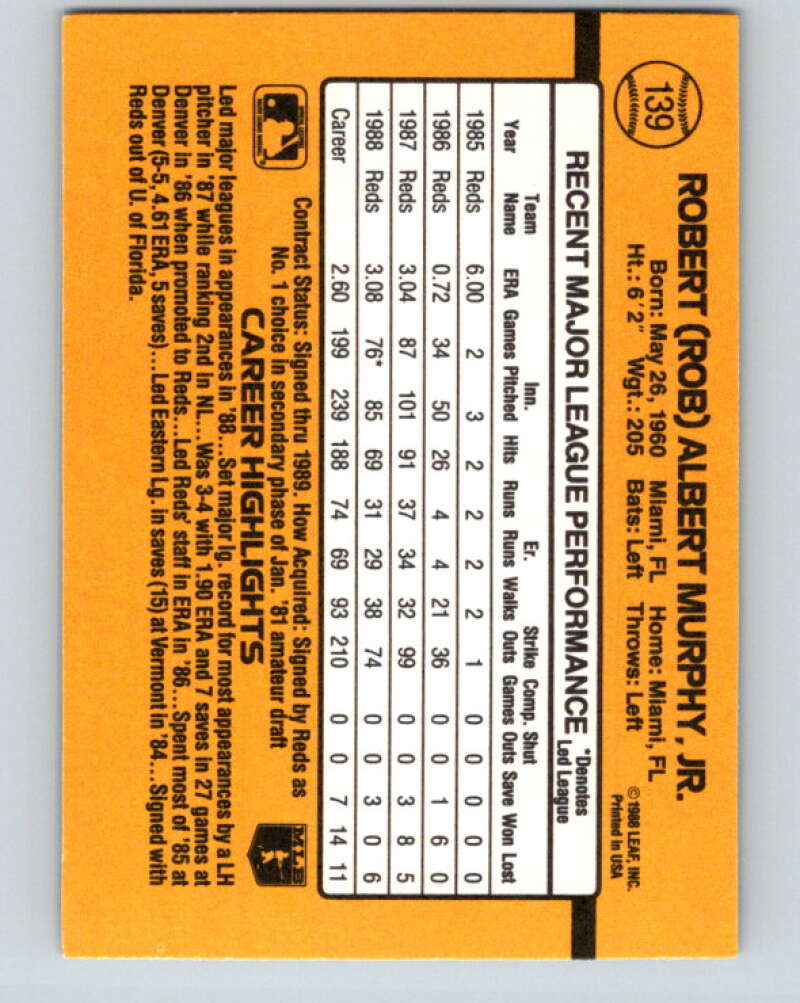 139
ROBERT (ROB) ALBERT MURPHY, JR.
Born: May 26, 1960 Miami, FL Home: Miami, FL
Ht.: 6'2" Wgt.: 205 Bats: Left Throws: Left
© 1988 LEAF, INC.
Printed in USA
RECENT MAJOR LEAGUE PERFORMANCE
*Denotes
Led League
Team Inn. Er. Strike Comp. Shut
Year Name ERA Games Pitched Hits Runs Runs Walks Outs Games Outs Save Won Lost
1985 Reds 6.00 2 3 2 2 2 2 1 0 0 0 0 0
1986 Reds 0.72 34 50 26 4 4 21 36 0 0 1 6 0
1987 Reds 3.04 87 101 91 37 34 32 99 0 0 3 8 5
1988 Reds 3.08 76* 85 69 31 29 38 74 0 0 3 0 6
Career 2.60 199 239 188 74 69 93 210 0 0 7 14 11
Contract Status: Signed thru 1989. How Acquired: Signed by Reds as
No. 1 choice in secondary phase of Jan. '81 amateur draft
MLB
CAREER HIGHLIGHTS
Led major leagues in appearances in '88...Set major lg. record for most appearances by a LH
pitcher in '87 while ranking 2nd in NL...Was 3-4 with 1.90 ERA and 7 saves in 27 games at
Denver in '86 when promoted to Reds...Led Reds' staff in ERA in '86...Spent most of '85 at
Denver (5-5, 4.61 ERA, 5 saves)...Led Eastern Lg. in saves (15) at Vermont in '84...Signed with
Reds out of U. of Florida.